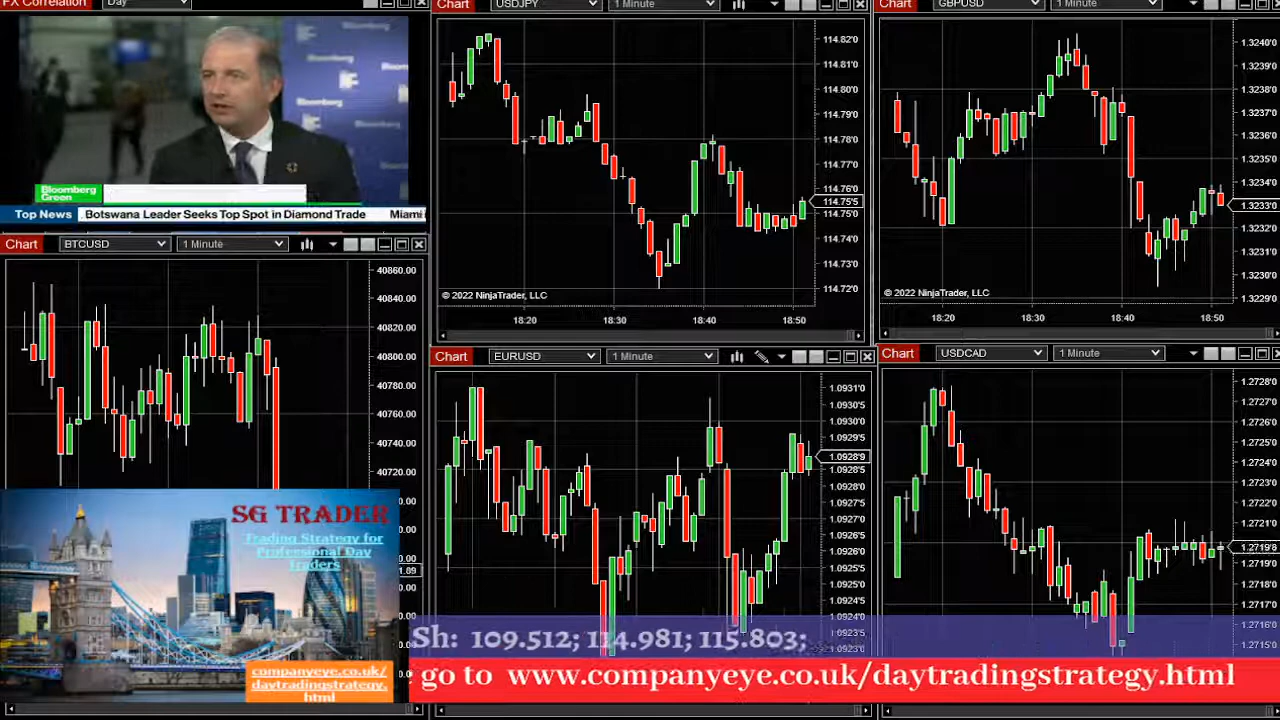 FX Correlation
Day
Bloomberg
Bloomberg
Bloomberg
Bloomberg
Green
Top News Botswana Leader Seeks Top Spot in Diamond Trade Miami
Chart USDJPY 1 Minute
114.82'0
114.81'0
114.80'0
114.79'0
114.78'0
114.77'0
114.76'0
114.75'5
114.75'0
114.74'0
114.73'0
114.72'0
© 2022 NinjaTrader, LLC
18:20 18:30 18:40 18:50
Chart GBPUSD 1 Minute
1.3240'0
1.3239'0
1.3238'0
1.3236'0
1.3235'0
1.3234'0
1.3233'0
1.3232'0
1.3230'0
1.3229'0
© 2022 NinjaTrader, LLC
18:20 18:30 18:40 18:50
Chart BTCUSD 1 Minute
40860.00
40840.00
40820.00
40800.00
40780.00
40760.00
40740.00
40720.00
Chart EURUSD 1 Minute
1.0931'0
1.0930'5
1.0930'0
1.0929'5
1.0928'9
1.0928'5
1.0928'0
1.0927'5
1.0927'0
1.0926'5
1.0926'0
1.0925'5
1.0925'0
1.0924'5
1.0924'0
1.0923'5
1.0923'0
Chart USDCAD 1 Minute
1.2728'0
1.2727'0
1.2726'0
1.2725'0
1.2723'0
1.2722'0
1.2721'0
1.2719'8
1.2719'0
1.2718'0
1.2717'0
1.2716'0
1.2715'0
SG TRADER
Trading Strategy for
Professional Day
Traders
companyeye.co.uk/
daytradingstrategy.
html
Sh: 109.512; 114.981; 115.803;
go to www.companyeye.co.uk/daytradingstrategy.html